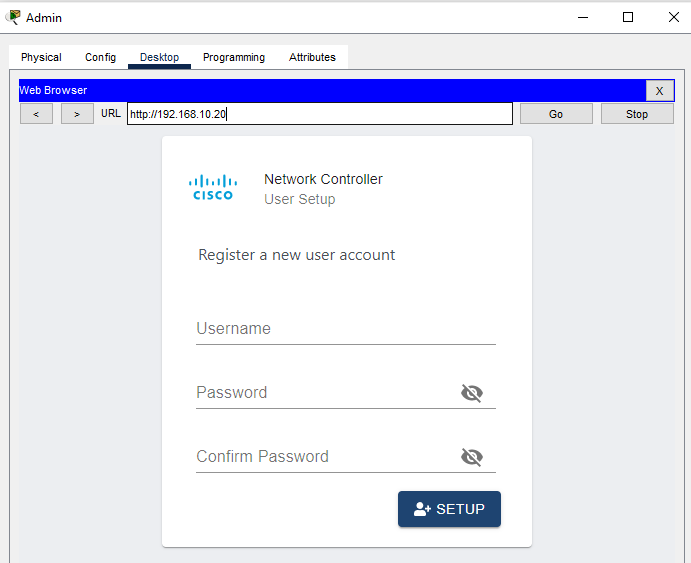 Admin
Physical Config Desktop Programming Attributes
Web Browser X
< > URL http://192.168.10.20 Go Stop
CISCO
Network Controller
User Setup
Register a new user account
Username
Password
Confirm Password
SETUP